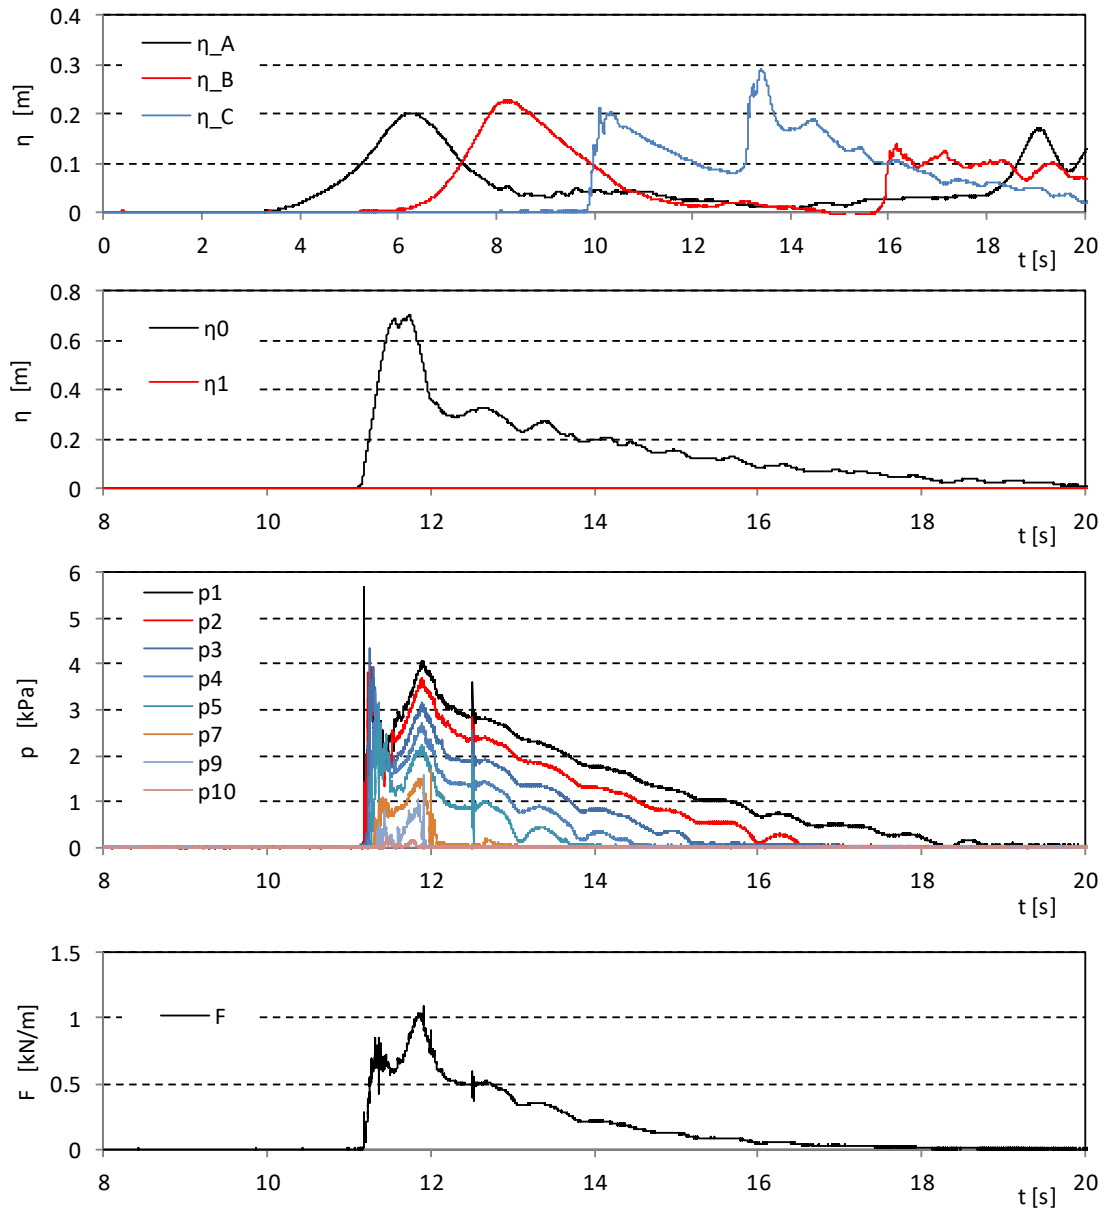 0.4
0.3
0.2
0.1
0
η [m]
η_A
η_B
η_C
0 2 4 6 8 10 12 14 16 18 20
t [s]
0.8
0.6
0.4
0.2
0
η [m]
η0
η1
8 10 12 14 16 18 20
t [s]
6
5
4
3
2
1
0
p [kPa]
p1
p2
p3
p4
p5
p7
p9
p10
8 10 12 14 16 18 20
t [s]
1.5
1
0.5
0
F [kN/m]
F
8 10 12 14 16 18 20
t [s]